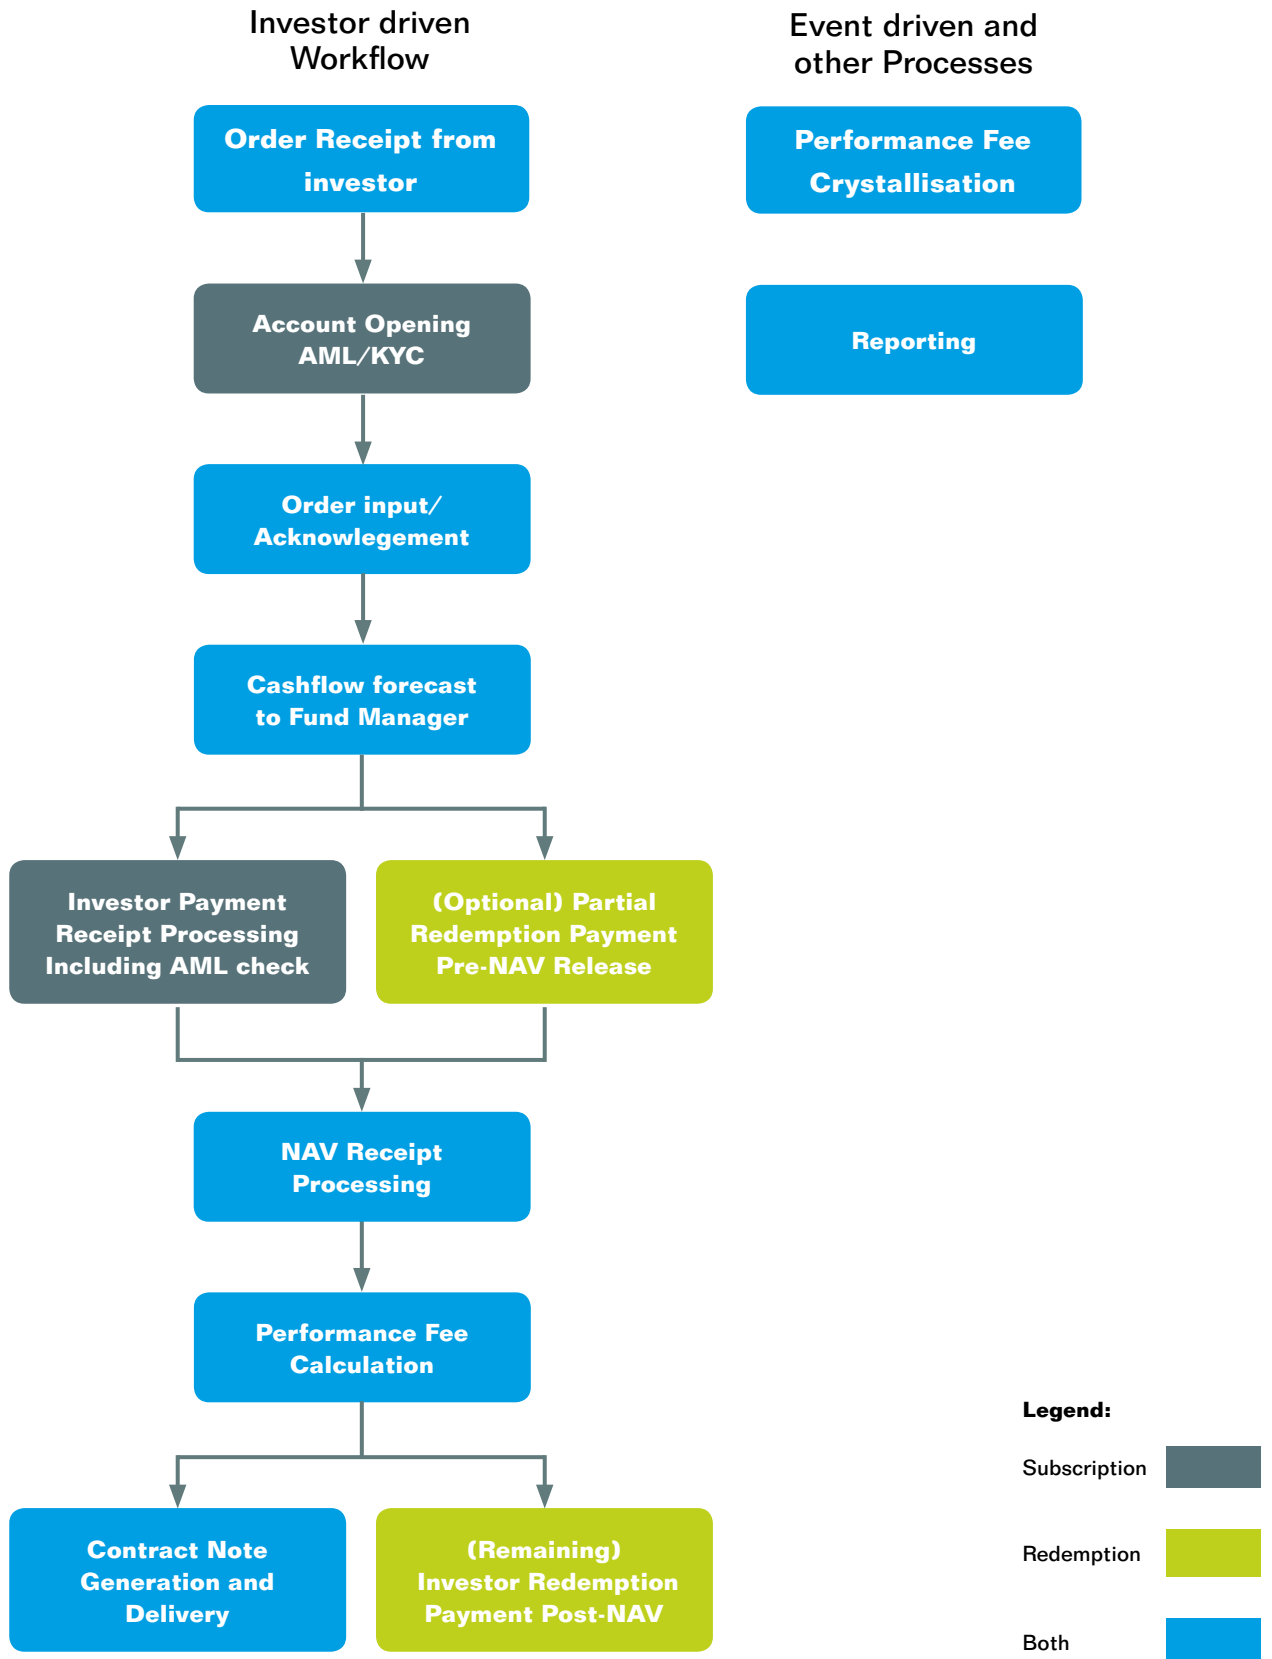 Investor driven
Workflow
Order Receipt from
investor
Account Opening
AML/KYC
Order input/
Acknowlegement
Cashflow forecast
to Fund Manager
Investor Payment
Receipt Processing
Including AML check
(Optional) Partial
Redemption Payment
Pre-NAV Release
NAV Receipt
Processing
Performance Fee
Calculation
Contract Note
Generation and
Delivery
(Remaining)
Investor Redemption
Payment Post-NAV
Event driven and
other Processes
Performance Fee
Crystallisation
Reporting
Legend:
Subscription
Redemption
Both